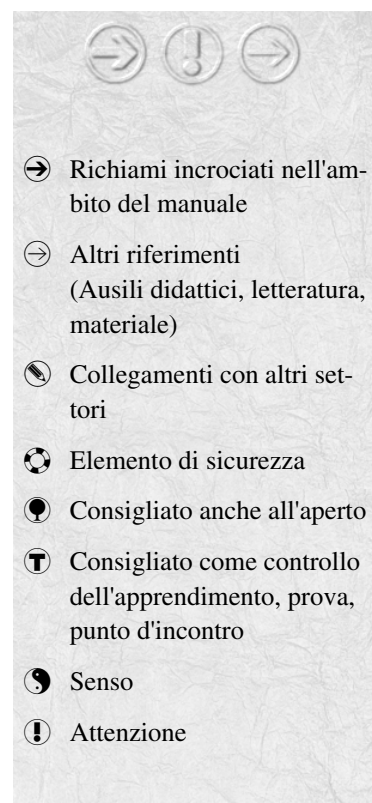 Richiami incrociati nell'am-
bito del manuale
Altri riferimenti
(Ausili didattici, letteratura,
materiale)
Collegamenti con altri set-
tori
Elemento di sicurezza
Consigliato anche all'aperto
T Consigliato come controllo
dell'apprendimento, prova,
punto d'incontro
Senso
! Attenzione